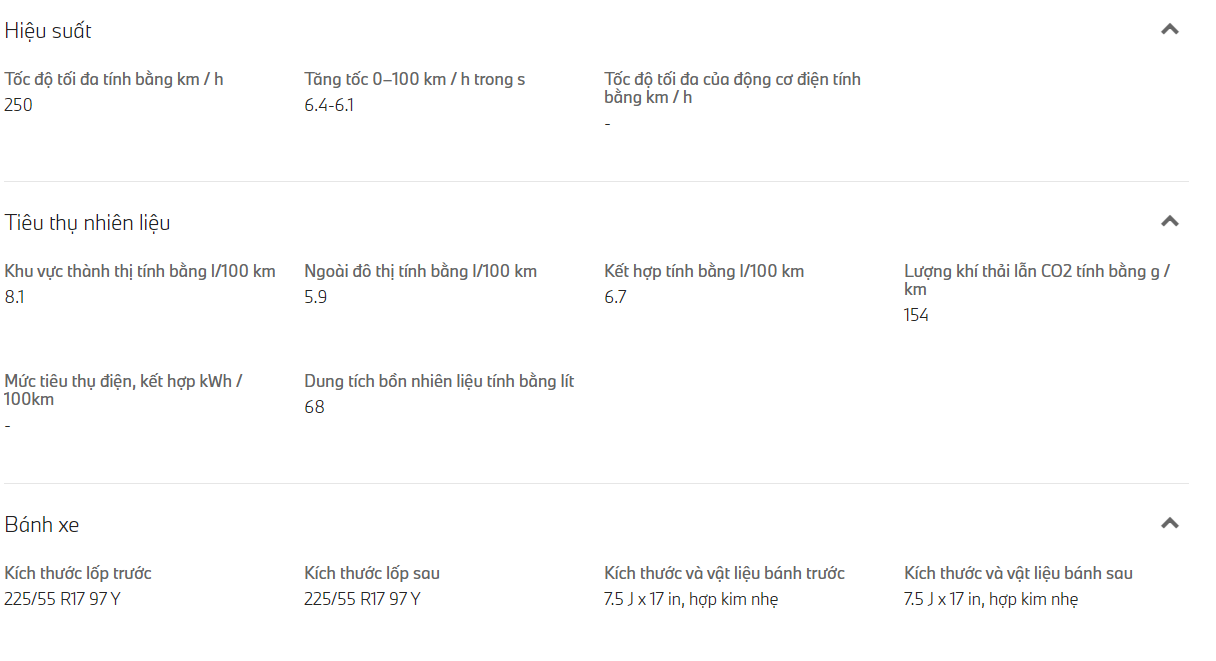 Hiệu suất
Tốc độ tối đa tính bằng km / h
250
Tăng tốc 0–100 km / h trong s
6.4-6.1
Tốc độ tối đa của động cơ điện tính
bằng km / h
-
Tiêu thụ nhiên liệu
Khu vực thành thị tính bằng l/100 km
8.1
Ngoài đô thị tính bằng l/100 km
5.9
Kết hợp tính bằng l/100 km
6.7
Lượng khí thải lẫn CO2 tính bằng g /
km
154
Mức tiêu thụ điện, kết hợp kWh /
100km
-
Dung tích bồn nhiên liệu tính bằng lít
68
Bánh xe
Kích thước lốp trước
225/55 R17 97 Y
Kích thước lốp sau
225/55 R17 97 Y
Kích thước và vật liệu bánh trước
7.5 J x 17 in, hợp kim nhẹ
Kích thước và vật liệu bánh sau
7.5 J x 17 in, hợp kim nhẹ